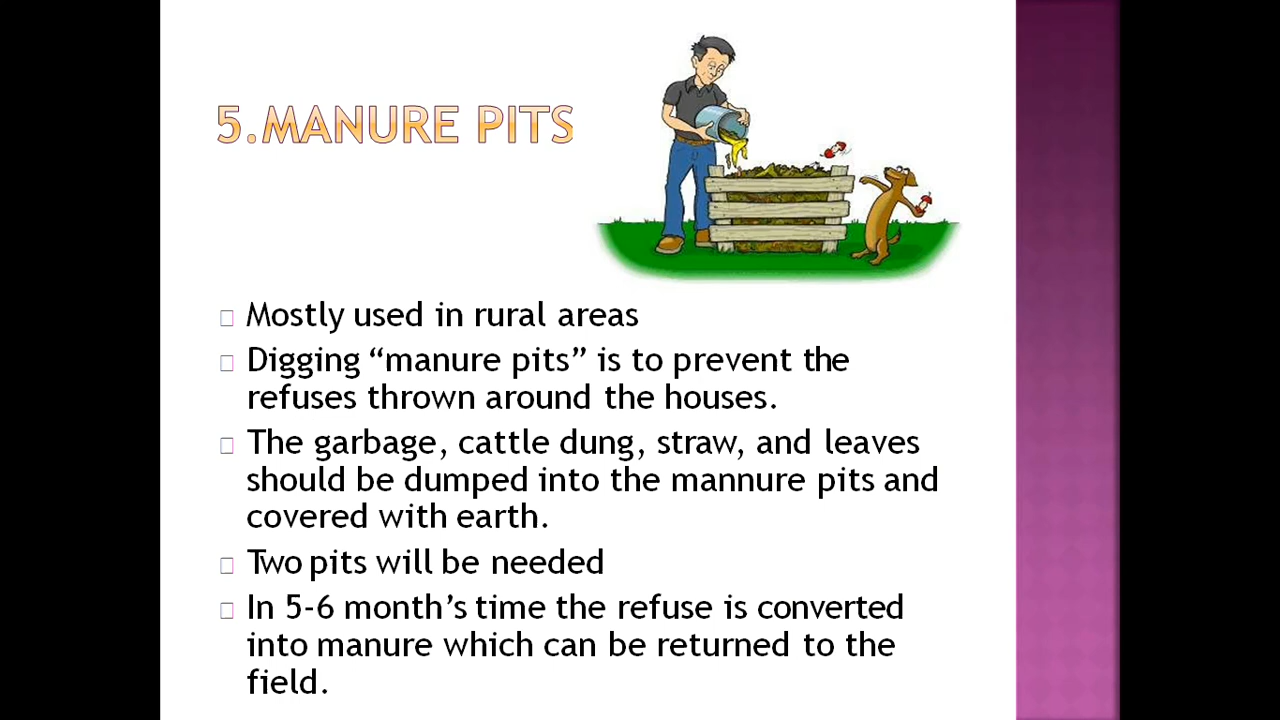 5.MANURE PITS
Mostly used in rural areas
Digging “manure pits” is to prevent the
refuses thrown around the houses.
The garbage, cattle dung, straw, and leaves
should be dumped into the mannure pits and
covered with earth.
Two pits will be needed
In 5-6 month’s time the refuse is converted
into manure which can be returned to the
field.